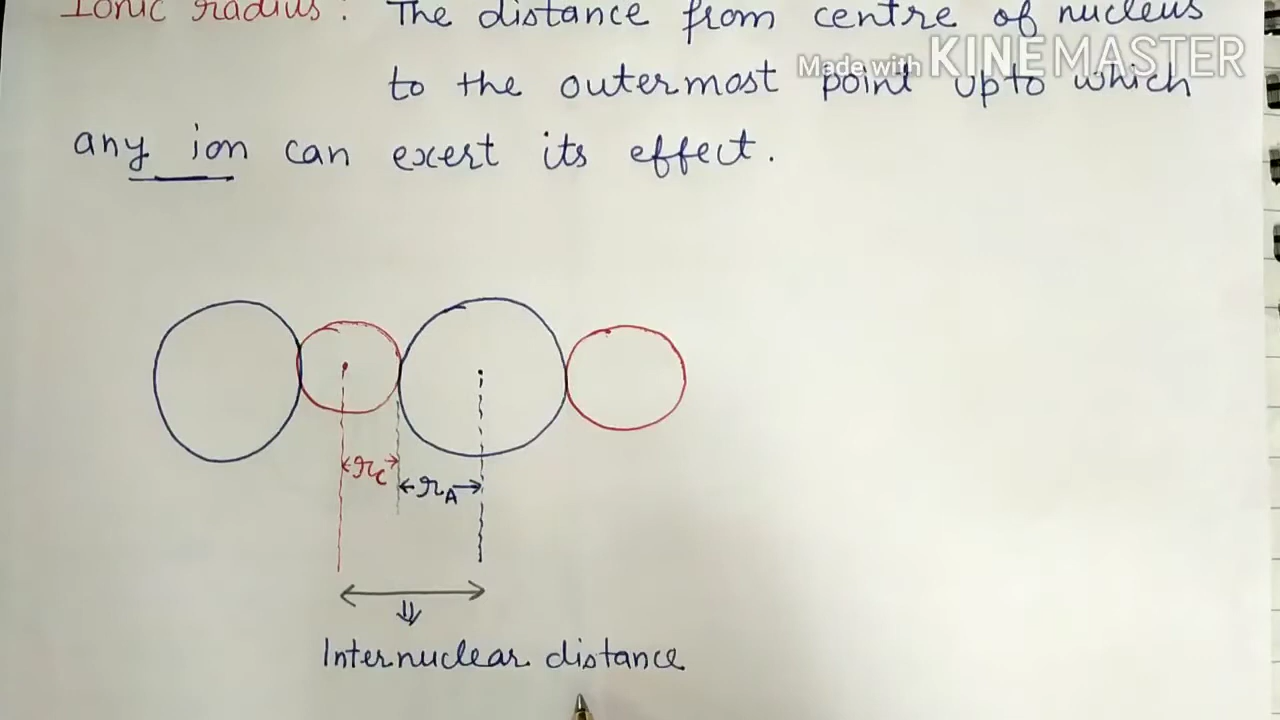 Ionic radius: The distance from centre of nucleus
Made with KINEMASTER
to the outermost point upto which
any ion can exert its effect.
rC
rA
Internuclear distance